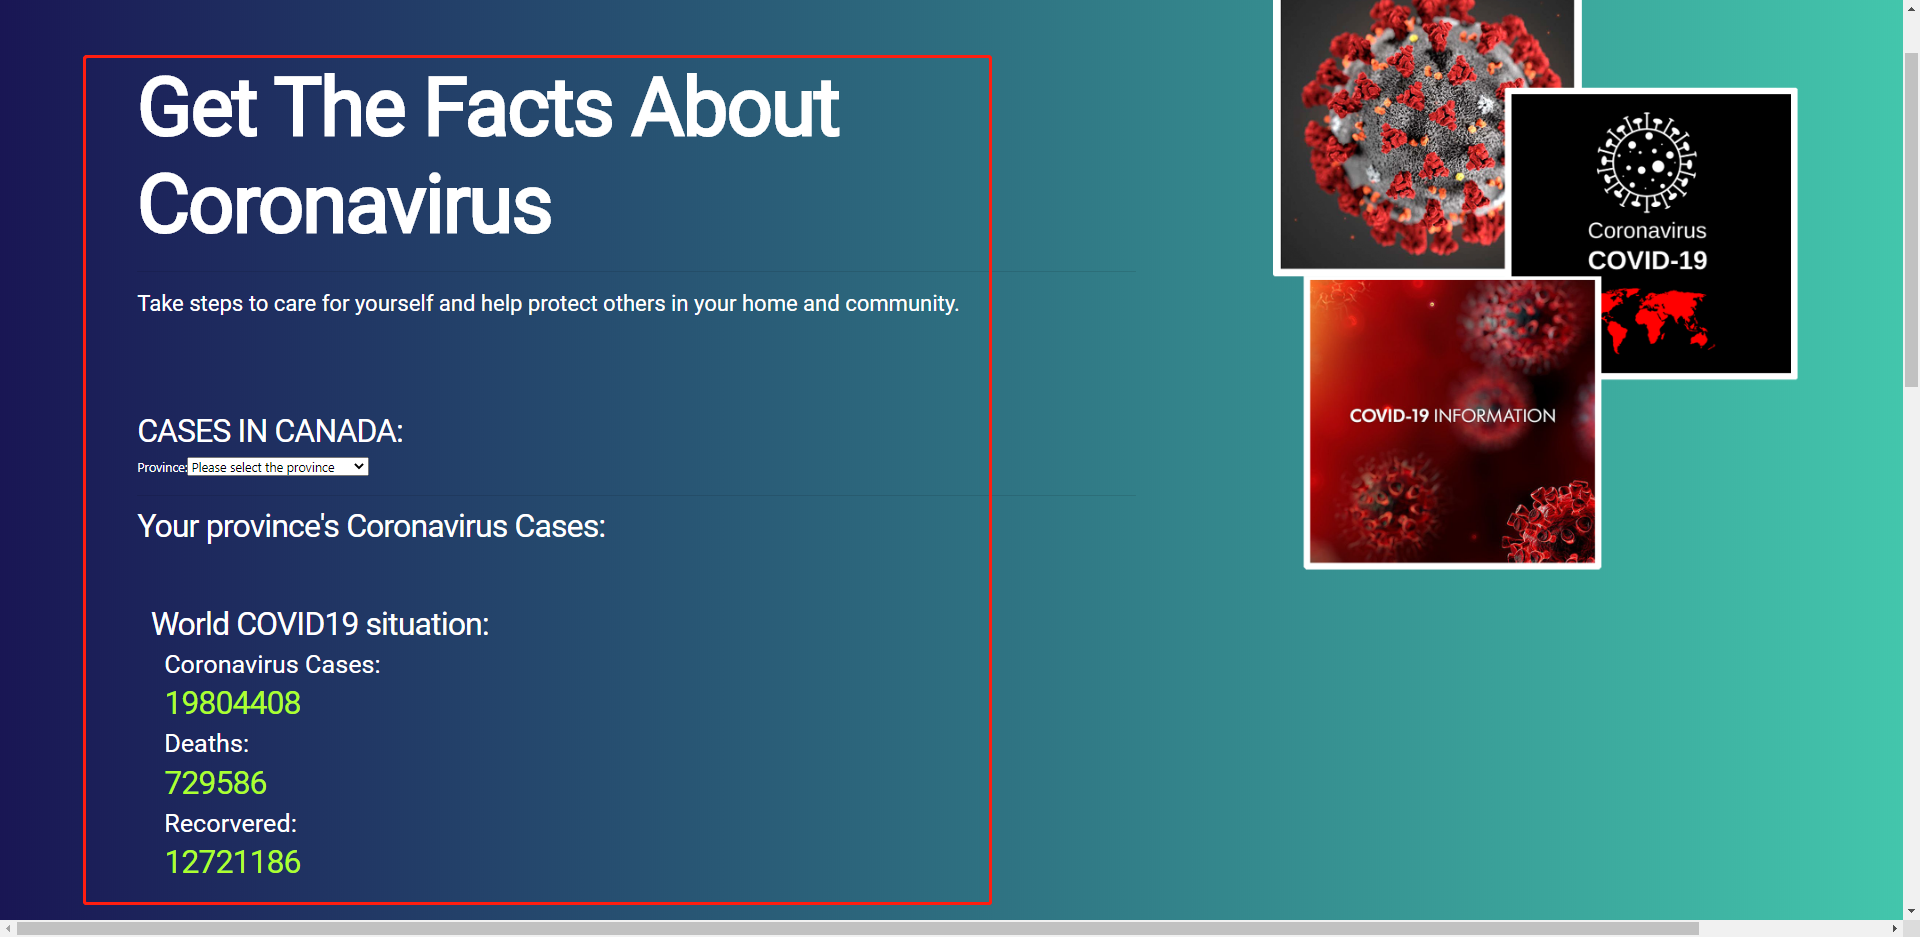 Get The Facts About
Coronavirus
Take steps to care for yourself and help protect others in your home and community.
CASES IN CANADA:
Province: Please select the province
Your province's Coronavirus Cases:
World COVID19 situation:
Coronavirus Cases:
19804408
Deaths:
729586
Recorvered:
12721186
Coronavirus
COVID-19
COVID-19 INFORMATION